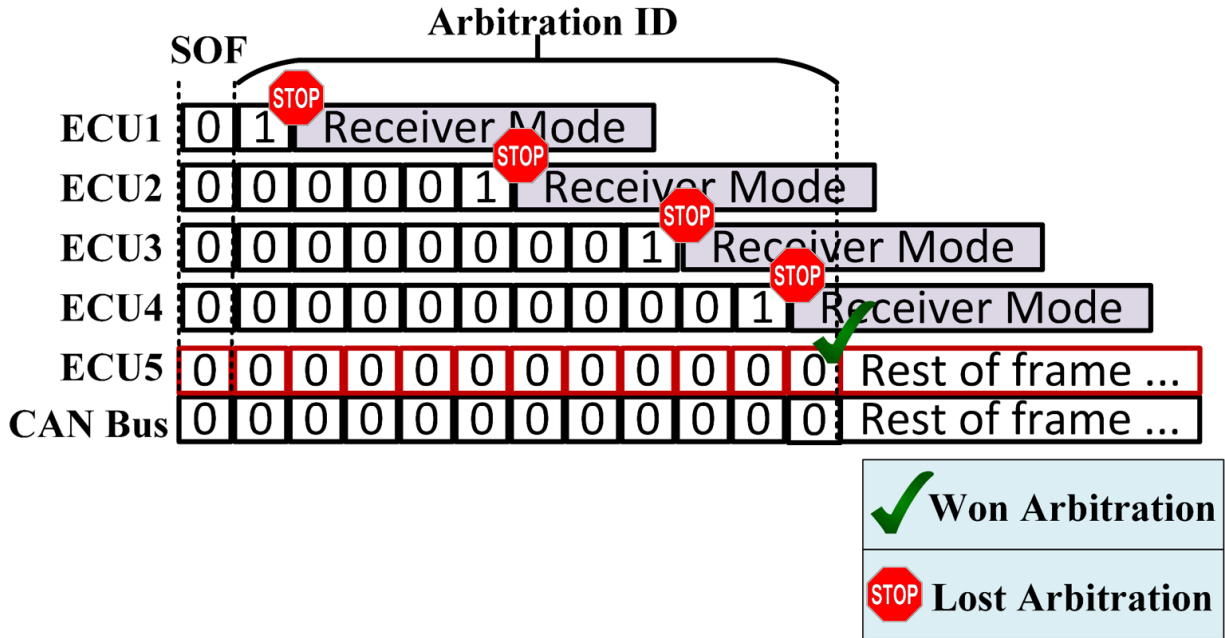 Arbitration ID
SOF
ECU1 0 1 STOP Receiver Mode
ECU2 0 0 0 0 0 1 STOP Receiver Mode
ECU3 0 0 0 0 0 0 0 0 1 STOP Receiver Mode
ECU4 0 0 0 0 0 0 0 0 0 0 1 STOP Receiver Mode
ECU5 0 0 0 0 0 0 0 0 0 0 0 0 Rest of frame ...
CAN Bus 0 0 0 0 0 0 0 0 0 0 0 0 Rest of frame ...
Won Arbitration
STOP Lost Arbitration